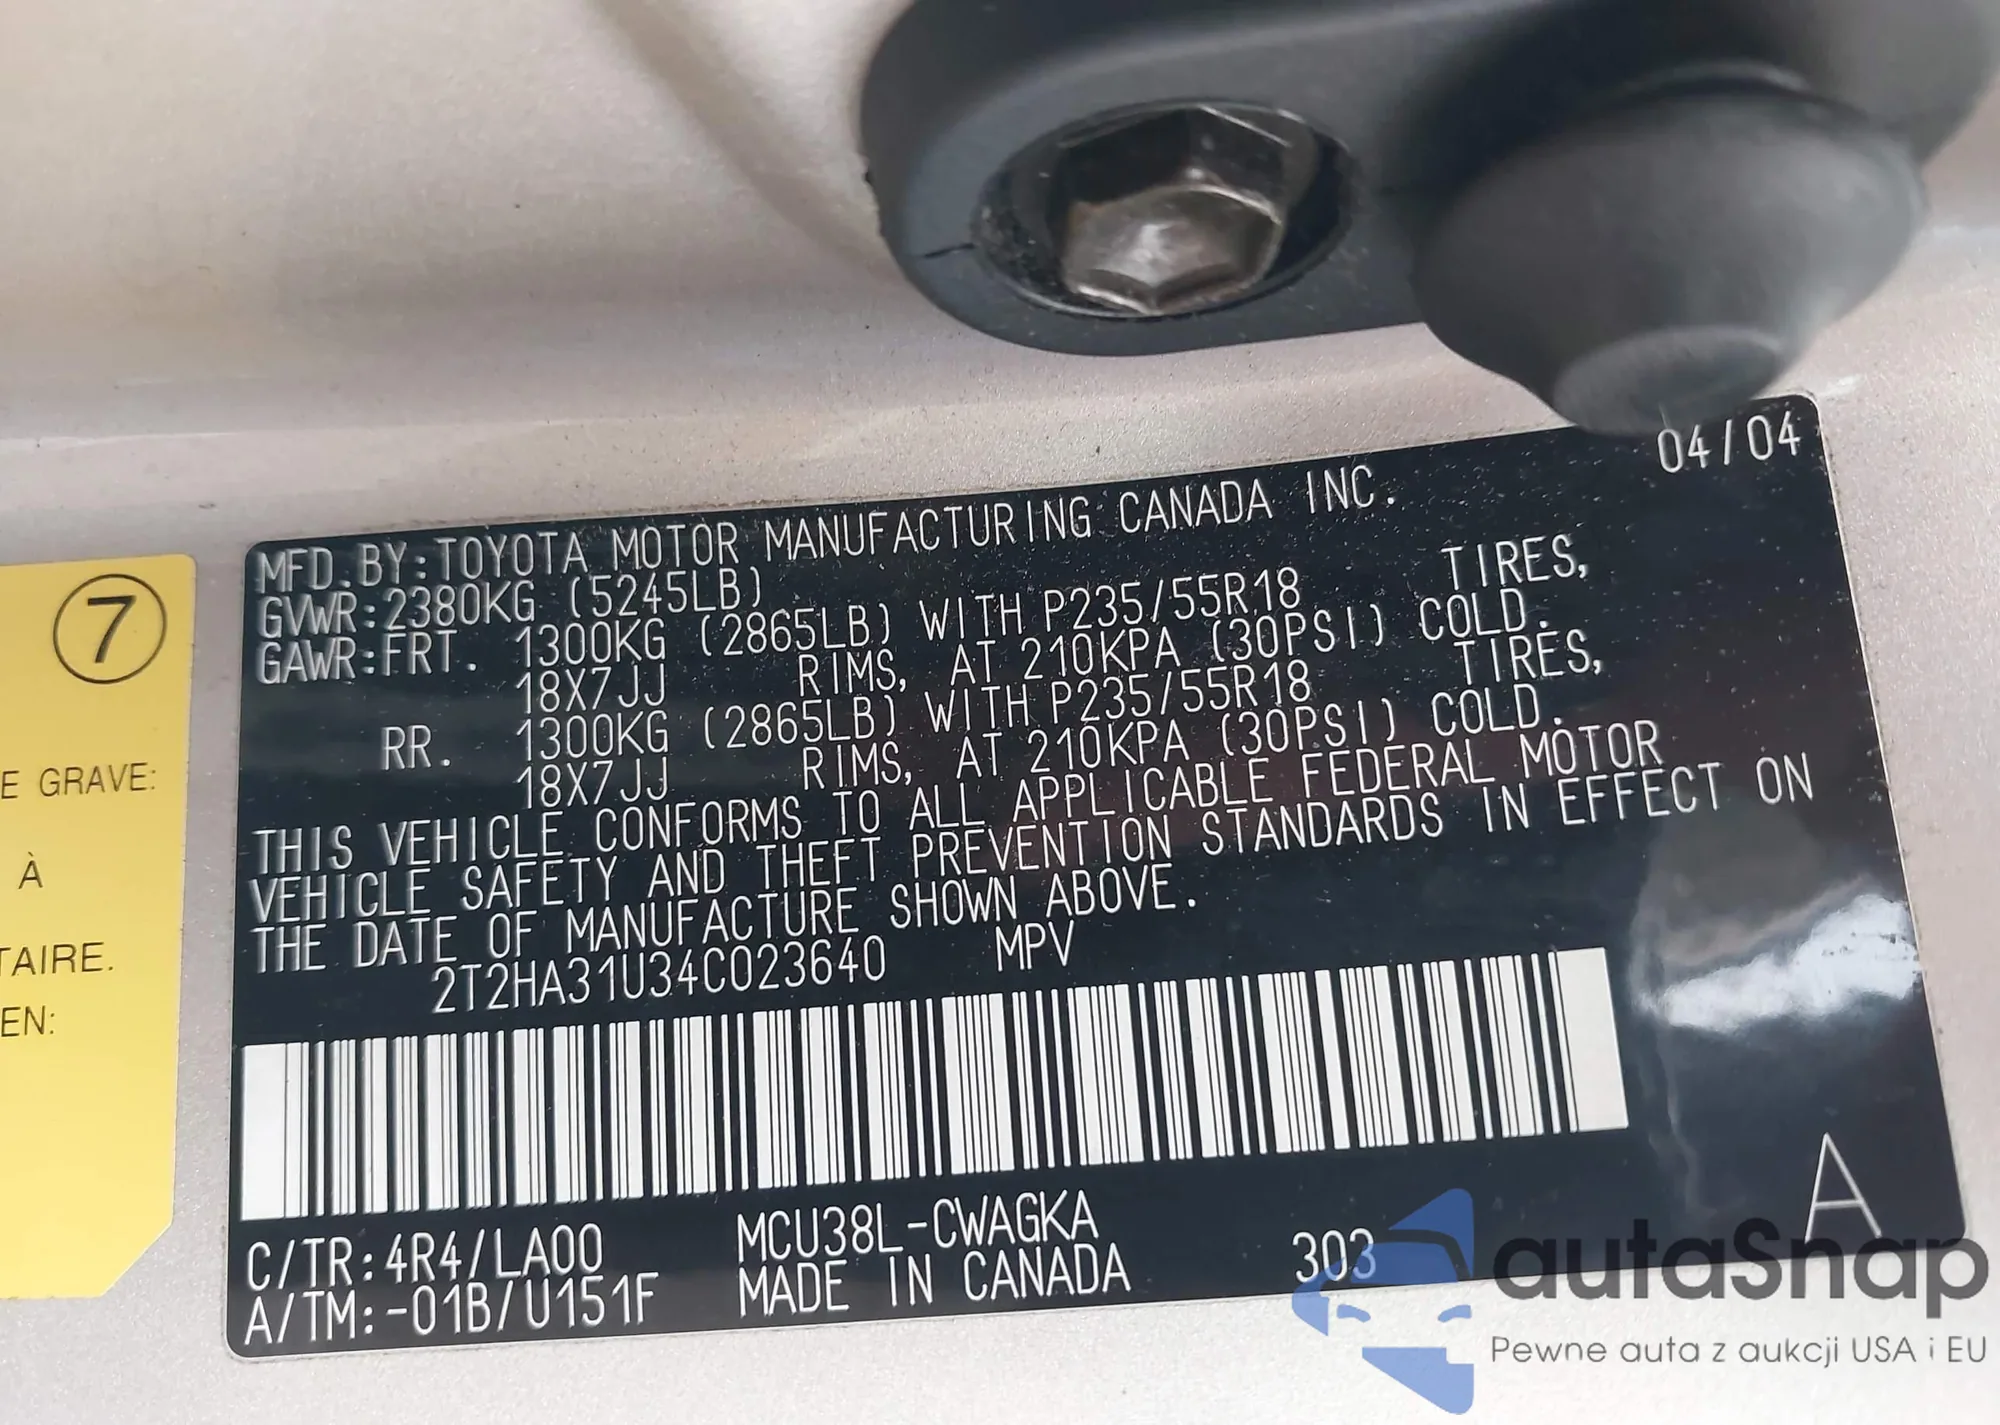 04/04
MFD.BY:TOYOTA MOTOR MANUFACTURING CANADA INC.
GVWR:2380KG (5245LB)
GAWR:FRT. 1300KG (2865LB) WITH P235/55R18 TIRES,
18X7JJ RIMS, AT 210KPA (30PSI) COLD.
RR. 1300KG (2865LB) WITH P235/55R18 TIRES,
18X7JJ RIMS, AT 210KPA (30PSI) COLD.
THIS VEHICLE CONFORMS TO ALL APPLICABLE FEDERAL MOTOR
VEHICLE SAFETY AND THEFT PREVENTION STANDARDS IN EFFECT ON
THE DATE OF MANUFACTURE SHOWN ABOVE.
2T2HA31U34C023640 MPV
C/TR:4R4/LA00 MCU38L-CWAGKA
A/TM:-01B/U151F MADE IN CANADA 303 A
7
E GRAVE:
À
TAIRE.
EN:
autaSnap
Pewne auta z aukcji USA i EU